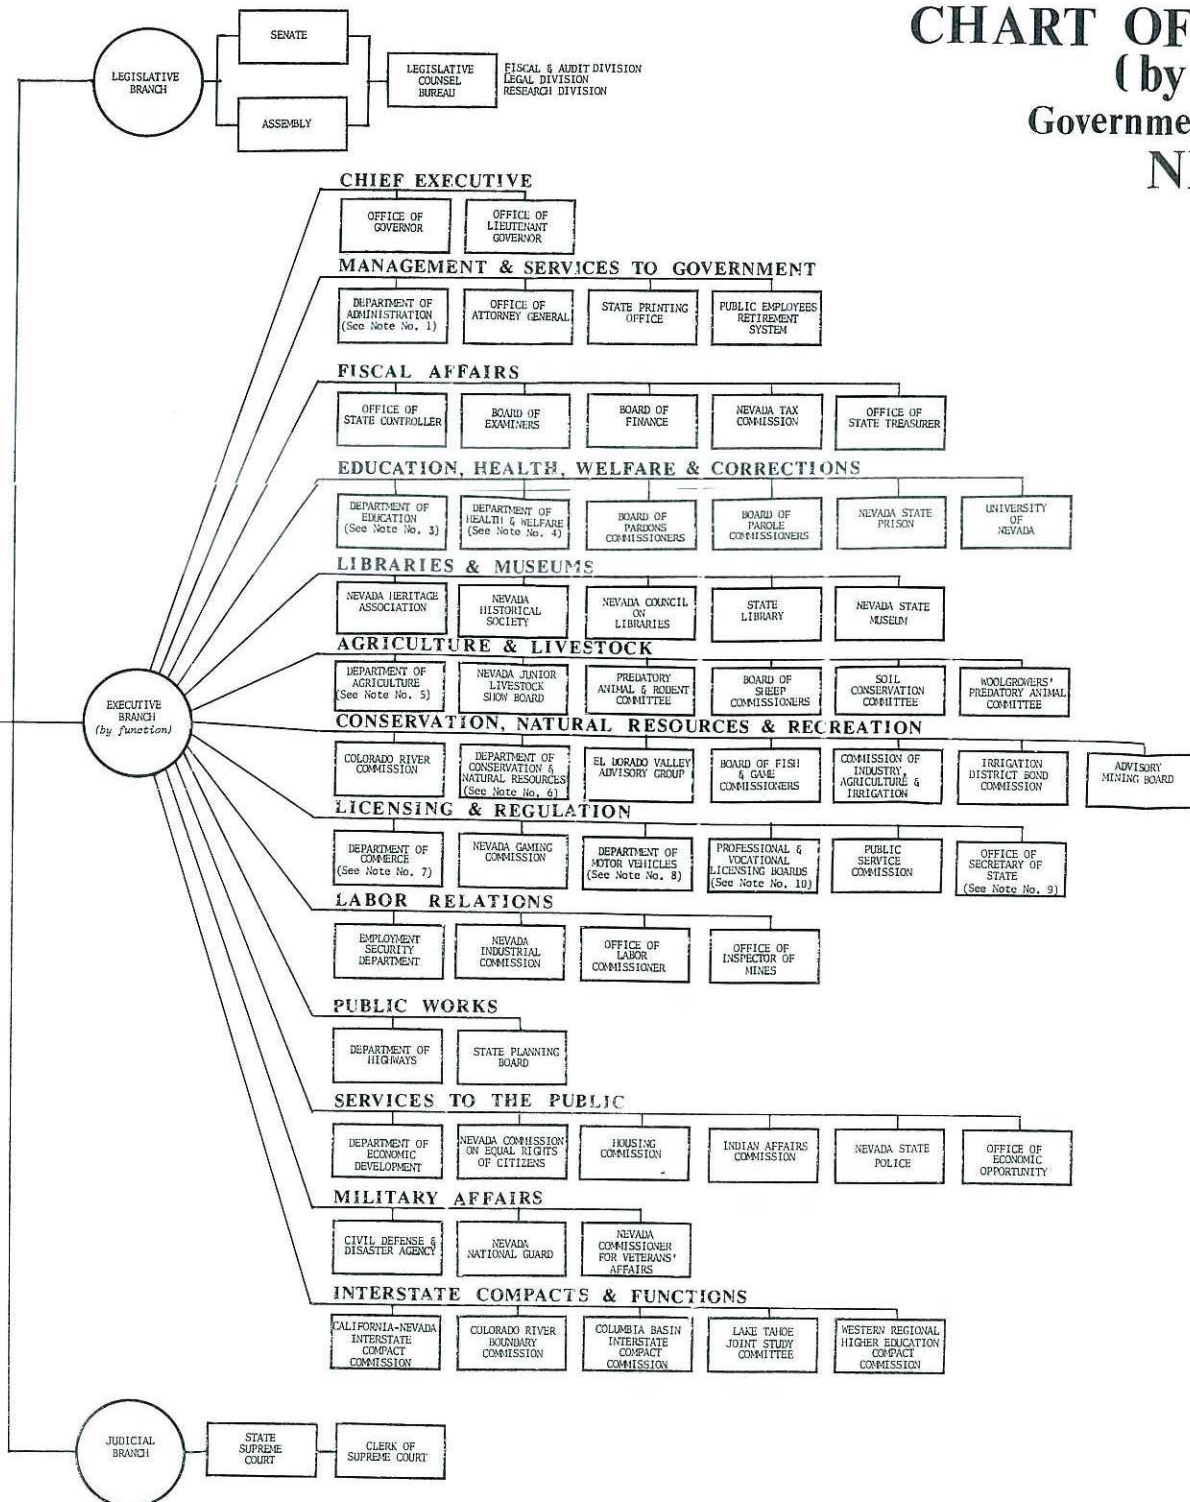 CHART OF
(by
Governme
N
SENATE
LEGISLATIVE
BRANCH
LEGISLATIVE
COUNSEL
BUREAU
FISCAL & AUDIT DIVISION
LEGAL DIVISION
RESEARCH DIVISION
ASSEMBLY
CHIEF EXECUTIVE
OFFICE OF
GOVERNOR
OFFICE OF
LIEUTENANT
GOVERNOR
MANAGEMENT & SERVICES TO GOVERNMENT
DEPARTMENT OF
ADMINISTRATION
(See Note No. 1)
OFFICE OF
ATTORNEY GENERAL
STATE PRINTING
OFFICE
PUBLIC EMPLOYEES
RETIREMENT
SYSTEM
FISCAL AFFAIRS
OFFICE OF
STATE CONTROLLER
BOARD OF
EXAMINERS
BOARD OF
FINANCE
NEVADA TAX
COMMISSION
OFFICE OF
STATE TREASURER
EDUCATION, HEALTH, WELFARE & CORRECTIONS
DEPARTMENT OF
EDUCATION
(See Note No. 3)
DEPARTMENT OF
HEALTH & WELFARE
(See Note No. 4)
BOARD OF
PARDONS
COMMISSIONERS
BOARD OF
PAROLE
COMMISSIONERS
NEVADA STATE
PRISON
UNIVERSITY
OF
NEVADA
LIBRARIES & MUSEUMS
NEVADA HERITAGE
ASSOCIATION
NEVADA
HISTORICAL
SOCIETY
NEVADA COUNCIL
ON
LIBRARIES
STATE
LIBRARY
NEVADA STATE
MUSEUM
AGRICULTURE & LIVESTOCK
DEPARTMENT OF
AGRICULTURE
(See Note No. 5)
NEVADA JUNIOR
LIVESTOCK
SHOW BOARD
PREDATORY
ANIMAL & RODENT
COMMITTEE
BOARD OF
SHEEP
COMMISSIONERS
SOIL
CONSERVATION
COMMITTEE
WOOLGROWERS'
PREDATORY ANIMAL
COMMITTEE
EXECUTIVE
BRANCH
(by function)
CONSERVATION, NATURAL RESOURCES & RECREATION
COLORADO RIVER
COMMISSION
DEPARTMENT OF
CONSERVATION &
NATURAL RESOURCES
(See Note No. 6)
EL DORADO VALLEY
ADVISORY GROUP
BOARD OF FISH
& GAME
COMMISSIONERS
COMMISSION OF
INDUSTRY,
AGRICULTURE &
IRRIGATION
IRRIGATION
DISTRICT BOND
COMMISSION
ADVISORY
MINING BOARD
LICENSING & REGULATION
DEPARTMENT OF
COMMERCE
(See Note No. 7)
NEVADA GAMING
COMMISSION
DEPARTMENT OF
MOTOR VEHICLES
(See Note No. 8)
PROFESSIONAL &
VOCATIONAL
LICENSING BOARDS
(See Note No. 10)
PUBLIC
SERVICE
COMMISSION
OFFICE OF
SECRETARY OF
STATE
(See Note No. 9)
LABOR RELATIONS
EMPLOYMENT
SECURITY
DEPARTMENT
NEVADA
INDUSTRIAL
COMMISSION
OFFICE OF
LABOR
COMMISSIONER
OFFICE OF
INSPECTOR OF
MINES
PUBLIC WORKS
DEPARTMENT OF
HIGHWAYS
STATE PLANNING
BOARD
SERVICES TO THE PUBLIC
DEPARTMENT OF
ECONOMIC
DEVELOPMENT
NEVADA COMMISSION
ON EQUAL RIGHTS
OF CITIZENS
HOUSING
COMMISSION
INDIAN AFFAIRS
COMMISSION
NEVADA STATE
POLICE
OFFICE OF
ECONOMIC
OPPORTUNITY
MILITARY AFFAIRS
CIVIL DEFENSE &
DISASTER AGENCY
NEVADA
NATIONAL GUARD
NEVADA
COMMISSIONER
FOR VETERANS'
AFFAIRS
INTERSTATE COMPACTS & FUNCTIONS
CALIFORNIA-NEVADA
INTERSTATE
COMPACT
COMMISSION
COLORADO RIVER
BOUNDARY
COMMISSION
COLUMBIA BASIN
INTERSTATE
COMPACT
COMMISSION
LAKE TAHOE
JOINT STUDY
COMMITTEE
WESTERN REGIONAL
HIGHER EDUCATION
COMPACT
COMMISSION
JUDICIAL
BRANCH
STATE
SUPREME
COURT
CLERK OF
SUPREME COURT